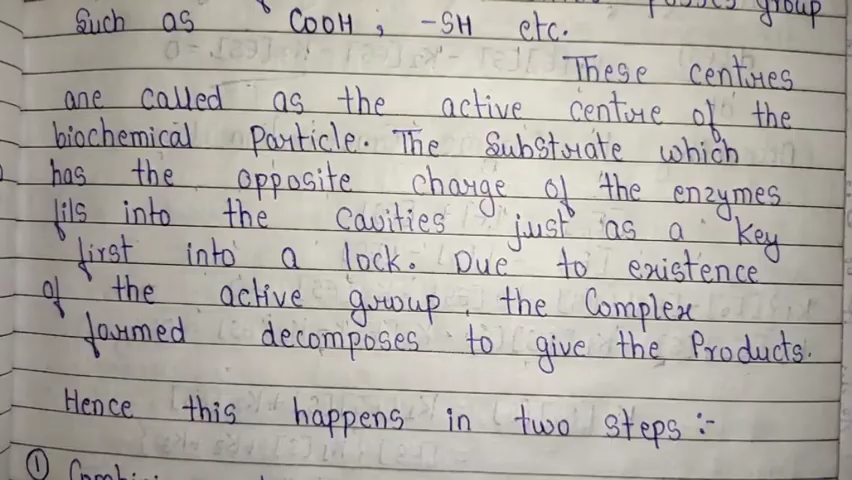 group
Such as COOH, -SH etc.
These centres
are called as the active centre of the
biochemical Particle. The Substrate which
has the opposite charge of the enzymes
fils into the cavities just as a key
first into a lock. Due to existence
of the active group, the Complex
formed decomposes to give the Products.
Hence this happens in two steps :-
①